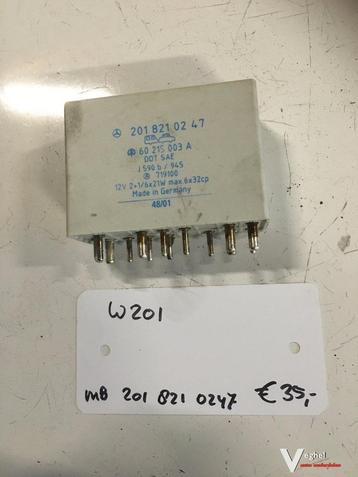 201 821 02 47
60 215 003 A
DOT SAE
J 590 b / 945
719100
12V 2+1/6x21W max 6x32cp
Made in Germany
48/01
W201
MB 201 821 0247 €35,-
Veghel